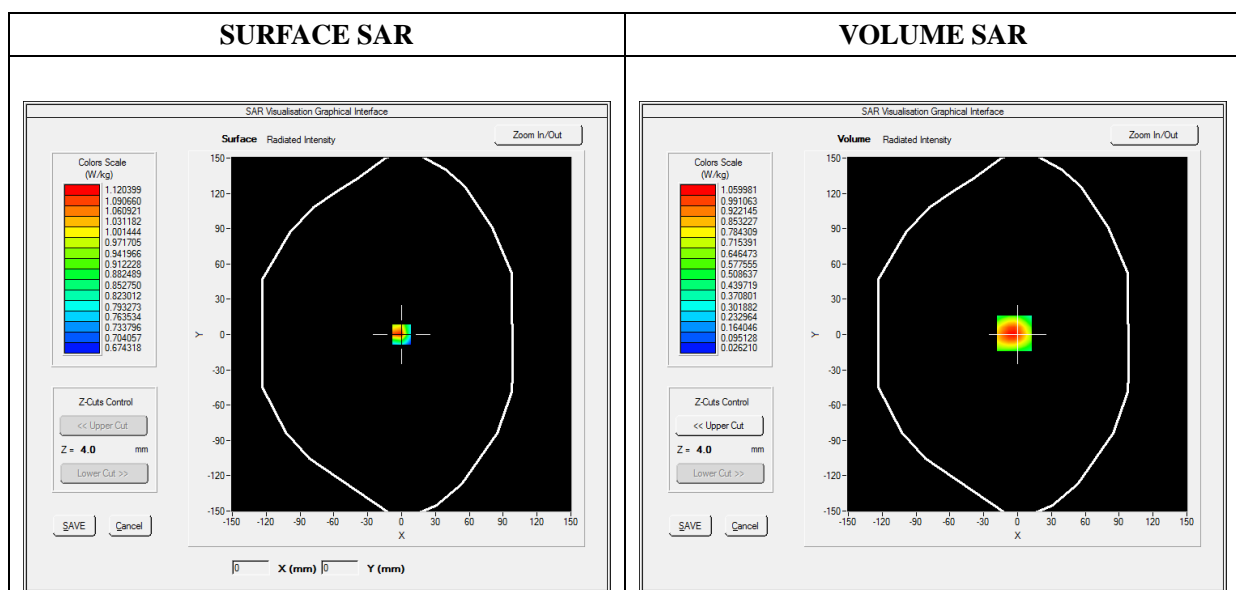 SURFACE SAR
VOLUME SAR
SAR Visualisation Graphical Interface
Surface Radiated Intensity
Zoom In/Out
Colors Scale
(W/kg)
1.120399
1.090660
1.060921
1.031182
1.001444
0.971705
0.941966
0.912228
0.882489
0.852750
0.823012
0.793273
0.763534
0.733796
0.704057
0.674318
150
120
90
60
30
0
-30
-60
-90
-120
-150
Y
-150 -120 -90 -60 -30 0 30 60 90 120 150
X
Z-Cuts Control
<< Upper Cut
Z = 4.0 mm
Lower Cut >>
SAVE Cancel
0 X (mm) 0 Y (mm)
SAR Visualisation Graphical Interface
Volume Radiated Intensity
Zoom In/Out
Colors Scale
(W/kg)
1.059981
0.991063
0.922145
0.853227
0.784309
0.715391
0.646473
0.577555
0.508637
0.439719
0.370801
0.301882
0.232964
0.164046
0.095128
0.026210
150
120
90
60
30
0
-30
-60
-90
-120
-150
Y
-150 -120 -90 -60 -30 0 30 60 90 120 150
X
Z-Cuts Control
<< Upper Cut
Z = 4.0 mm
Lower Cut >>
SAVE Cancel